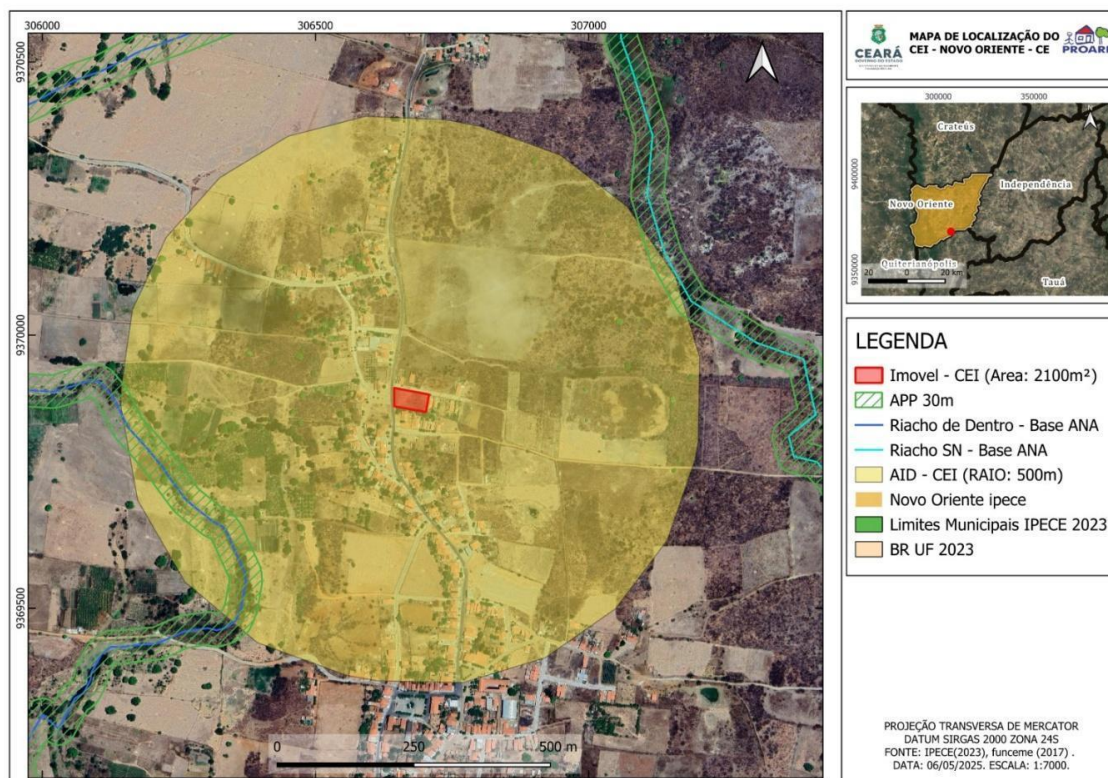 306000
306500
307000
9370500
9370000
9369500
0
250
500 m
CEARÁ
GOVERNO DO ESTADO
MAPA DE LOCALIZAÇÃO DO
CEI - NOVO ORIENTE - CE
PROARES
300000
350000
9400000
9350000
Crateús
Independência
Novo Oriente
Quiterianópolis
Tauá
20
0
20 km
N
LEGENDA
Imovel - CEI (Area: 2100m²)
APP 30m
Riacho de Dentro - Base ANA
Riacho SN - Base ANA
AID - CEI (RAIO: 500m)
Novo Oriente ipece
Limites Municipais IPECE 2023
BR UF 2023
PROJEÇÃO TRANSVERSA DE MERCATOR
DATUM SIRGAS 2000 ZONA 24S
FONTE: IPECE(2023), funceme (2017) .
DATA: 06/05/2025. ESCALA: 1:7000.